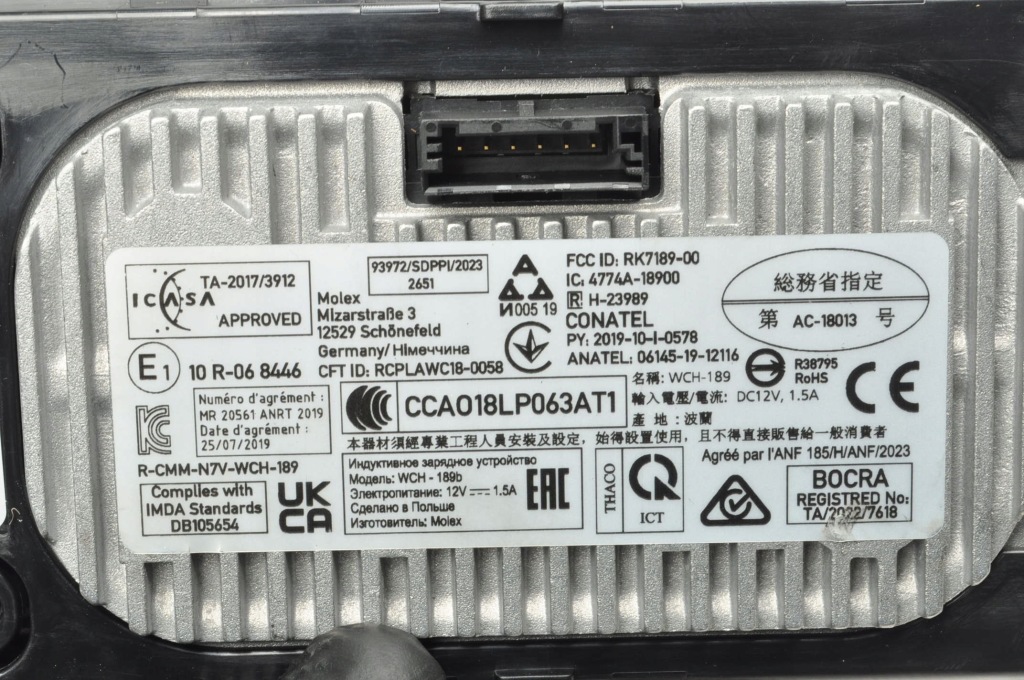 ICASA
TA-2017/3912
APPROVED
93972/SDPPI/2023
2651
Molex
Mizarstraße 3
12529 Schönefeld
Germany/Німеччина
CFT ID: RCPLAWC18-0058
И005 19
FCC ID: RK7189-00
IC: 4774A-18900
R H-23989
CONATEL
PY: 2019-10-I-0578
ANATEL: 06145-19-12116
総務省指定
第 AC-18013 号
E1
10 R-06 8446
KC
Numéro d'agrément :
MR 20561 ANRT 2019
Date d'agrément :
25/07/2019
CCAO18LP063AT1
名稱: WCH-189
輸入電壓/電流: DC12V, 1.5A
產 地 : 波蘭
R38795
RoHS
CE
本器材須經專業工程人員安裝及設定，始得設置使用，且不得直接販售給一般消費者
R-CMM-N7V-WCH-189
Complies with
IMDA Standards
DB105654
UK
CA
Индуктивное зарядное устройство
Модель: WCH - 189b
Электропитание: 12V 1.5A
Сделано в Польше
Изготовитель: Molex
EAC
THACO
ICT
Agréé par l'ANF 185/H/ANF/2023
BOCRA
REGISTERED No:
TA/2022/7618